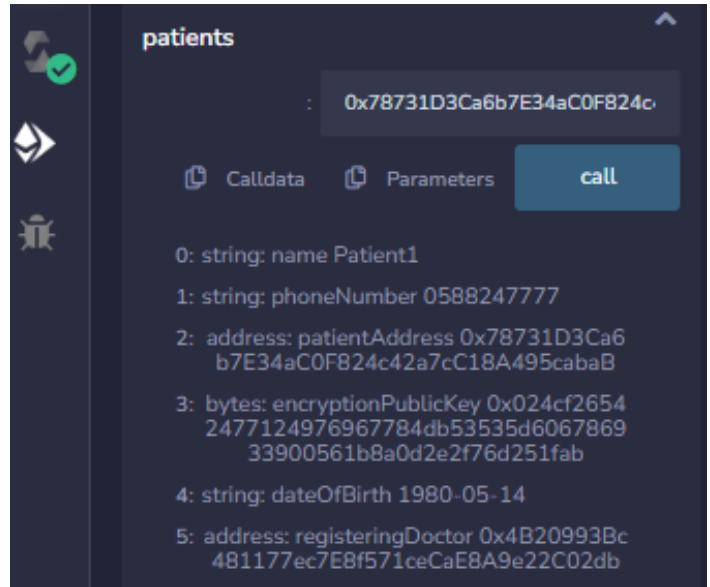 patients
: 0x78731D3Ca6b7E34aC0F824c
Calldata Parameters call
0: string: name Patient1
1: string: phoneNumber 0588247777
2: address: patientAddress 0x78731D3Ca6
b7E34aC0F824c42a7cC18A495cabaB
3: bytes: encryptionPublicKey 0x024cf2654
2477124976967784db53535d6067869
33900561b8a0d2e2f76d251fab
4: string: dateOfBirth 1980-05-14
5: address: registeringDoctor 0x4B20993Bc
481177ec7E8f571ceCaE8A9e22C02db